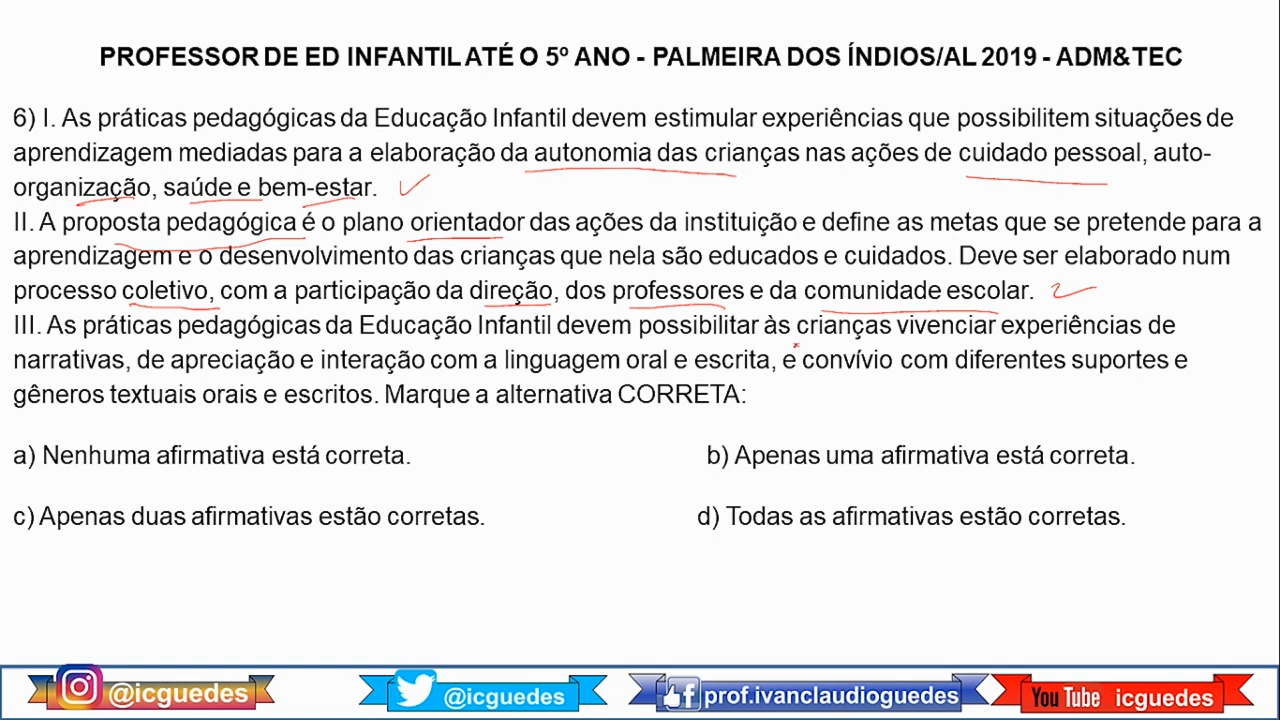 PROFESSOR DE ED INFANTIL ATÉ O 5º ANO - PALMEIRA DOS ÍNDIOS/AL 2019 - ADM&TEC
6) I. As práticas pedagógicas da Educação Infantil devem estimular experiências que possibilitem situações de
aprendizagem mediadas para a elaboração da autonomia das crianças nas ações de cuidado pessoal, auto-
organização, saúde e bem-estar.
II. A proposta pedagógica é o plano orientador das ações da instituição e define as metas que se pretende para a
aprendizagem e o desenvolvimento das crianças que nela são educados e cuidados. Deve ser elaborado num
processo coletivo, com a participação da direção, dos professores e da comunidade escolar.
III. As práticas pedagógicas da Educação Infantil devem possibilitar às crianças vivenciar experiências de
narrativas, de apreciação e interação com a linguagem oral e escrita, e convívio com diferentes suportes e
gêneros textuais orais e escritos. Marque a alternativa CORRETA:
a) Nenhuma afirmativa está correta. b) Apenas uma afirmativa está correta.
c) Apenas duas afirmativas estão corretas. d) Todas as afirmativas estão corretas.
@icguedes @icguedes prof.ivanclaudioguedes You Tube icguedes